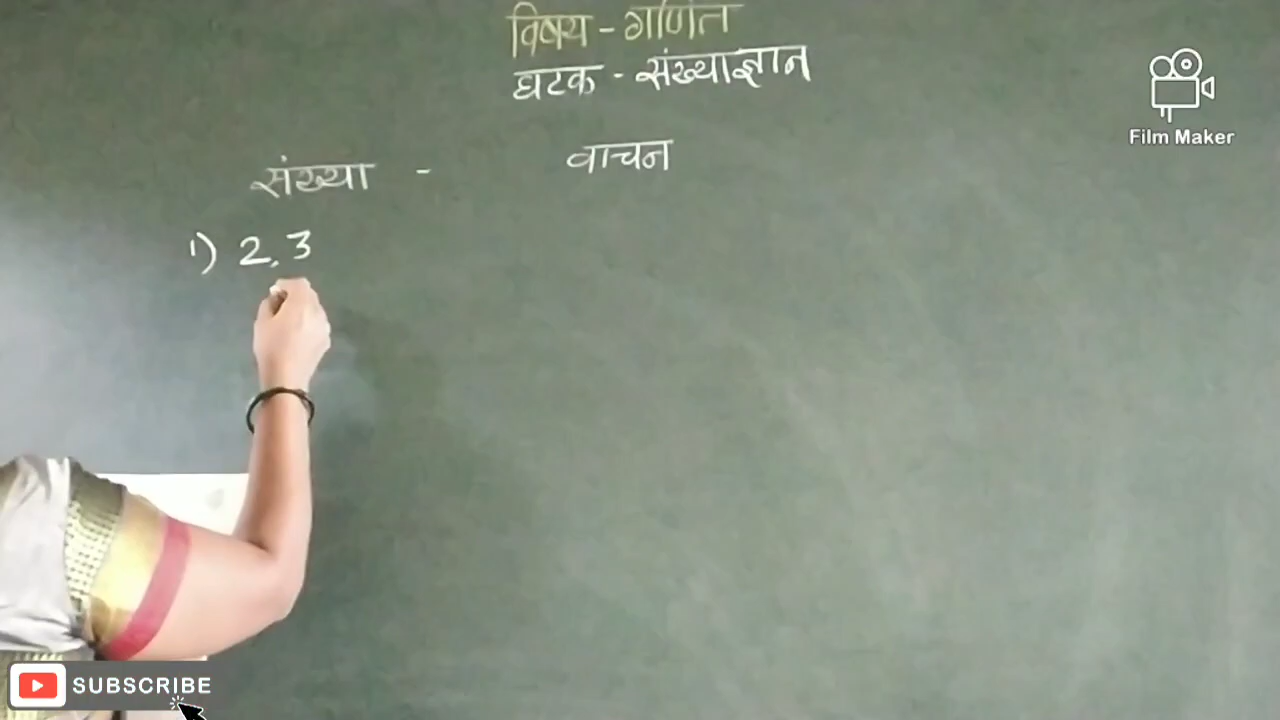 विषय - गणित
घटक - संख्याज्ञान
Film Maker
संख्या - वाचन
1) 2, 3
SUBSCRIBE